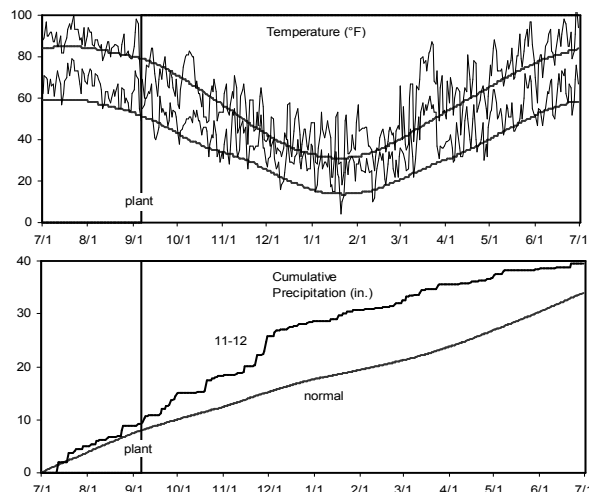 100
Temperature (°F)
80
60
40
20
plant
0
7/1 8/1 9/1 10/1 11/1 12/1 1/1 2/1 3/1 4/1 5/1 6/1 7/1
40
Cumulative
Precipitation (in.)
30
11-12
20
normal
10
plant
0
7/1 8/1 9/1 10/1 11/1 12/1 1/1 2/1 3/1 4/1 5/1 6/1 7/1